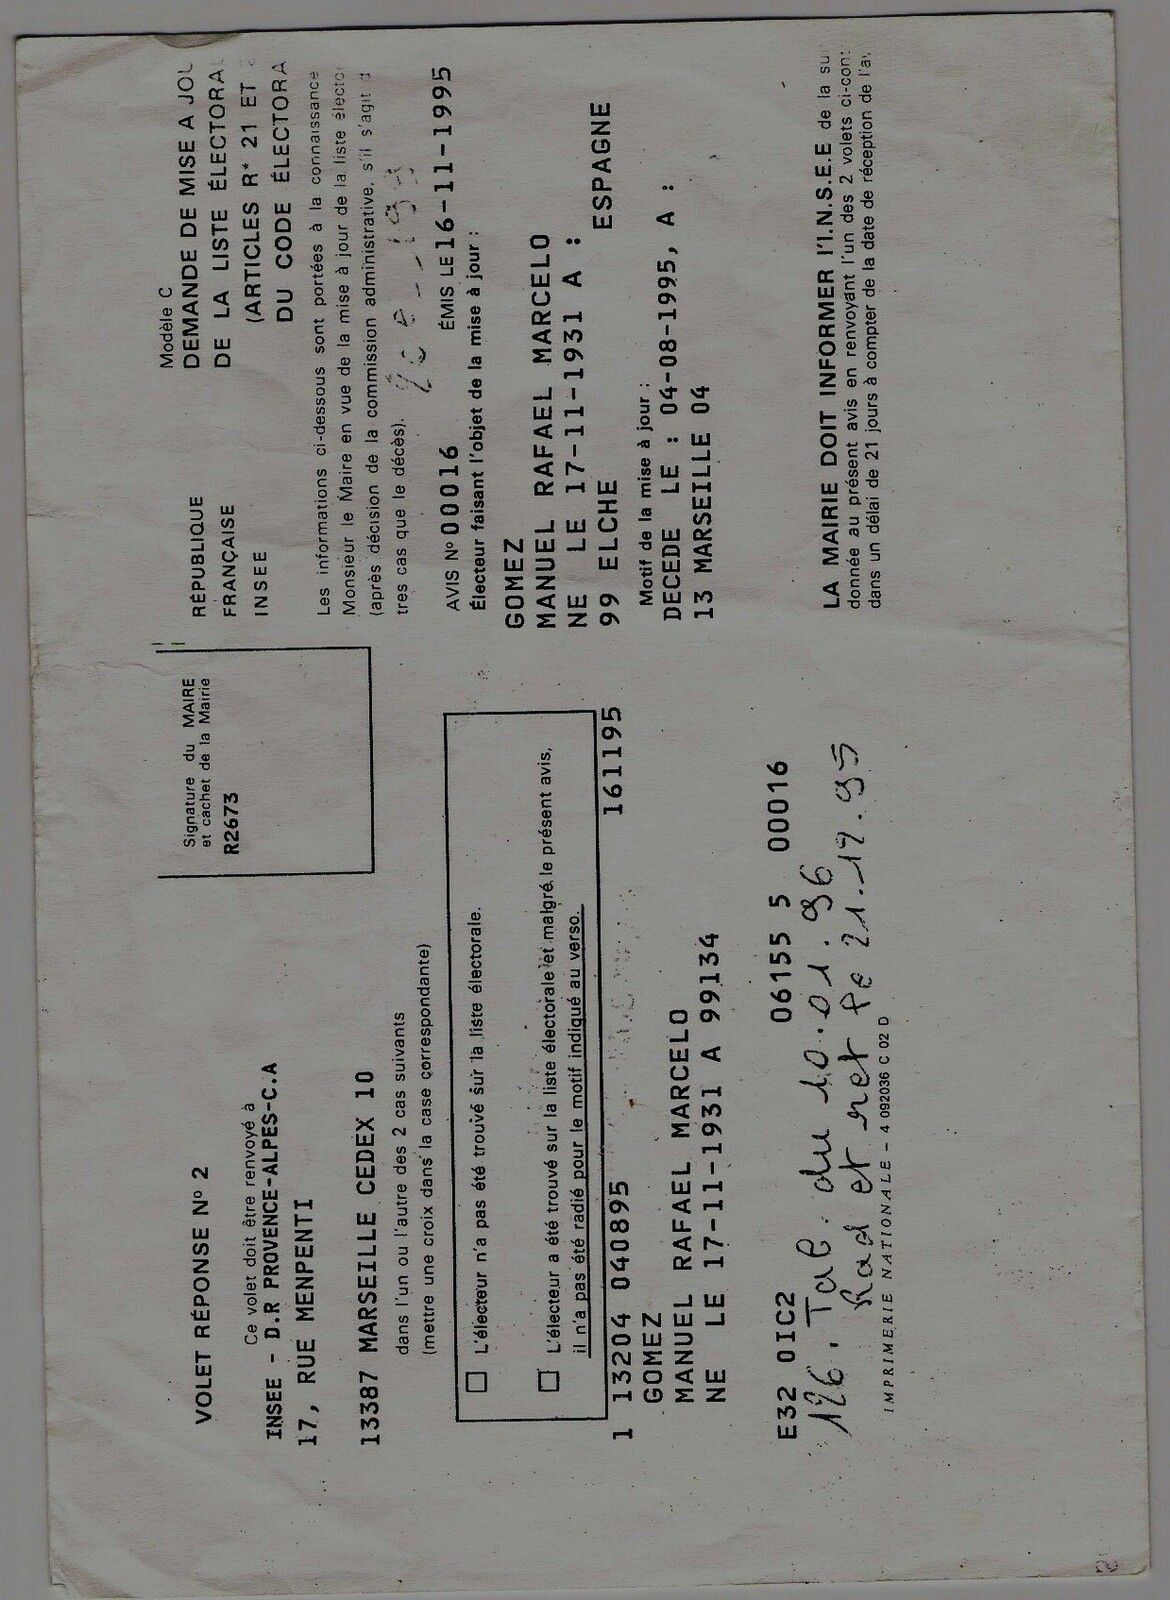 VOLET RÉPONSE Nº 2
Ce volet doit être renvoyé à
INSEE - D.R PROVENCE-ALPES-C.A
17, RUE MENPENTI
13387 MARSEILLE CEDEX 10
dans l'un ou l'autre des 2 cas suivants
(mettre une croix dans la case correspondante)
Signature du MAIRE
et cachet de la Mairie
R2673
L'électeur n'a pas été trouvé sur la liste électorale.
L'électeur a été trouvé sur la liste électorale et malgré le présent avis,
il n'a pas été radié pour le motif indiqué au verso.
1 13204 040895 161195
GOMEZ
MANUEL RAFAEL MARCELO
NE LE 17-11-1931 A 99134
E32 0IC2 06155 5 00016
126. Tab. du 10.01.96
Rad et ret le 21.12.95
IMPRIMERIE NATIONALE – 4 092036 C 02 D
RÉPUBLIQUE
FRANÇAISE
INSEE
Modèle C
DEMANDE DE MISE A JOU
DE LA LISTE ÉLECTORAL
(ARTICLES R* 21 ET
DU CODE ÉLECTORA
Les informations ci-dessous sont portées à la connaissance
Monsieur le Maire en vue de la mise à jour de la liste électo
(après décision de la commission administrative, s'il s'agit d
tres cas que le décès).
AVIS Nº 00016 ÉMIS LE 16-11-1995
Électeur faisant l'objet de la mise à jour :
GOMEZ
MANUEL RAFAEL MARCELO
NE LE 17-11-1931 A :
99 ELCHE ESPAGNE
Motif de la mise à jour :
DECEDE LE : 04-08-1995, A :
13 MARSEILLE 04
LA MAIRIE DOIT INFORMER l'I.N.S.E.E de la sui
donnée au présent avis en renvoyant l'un des 2 volets ci-cont
dans un délai de 21 jours à compter de la date de réception de l'av